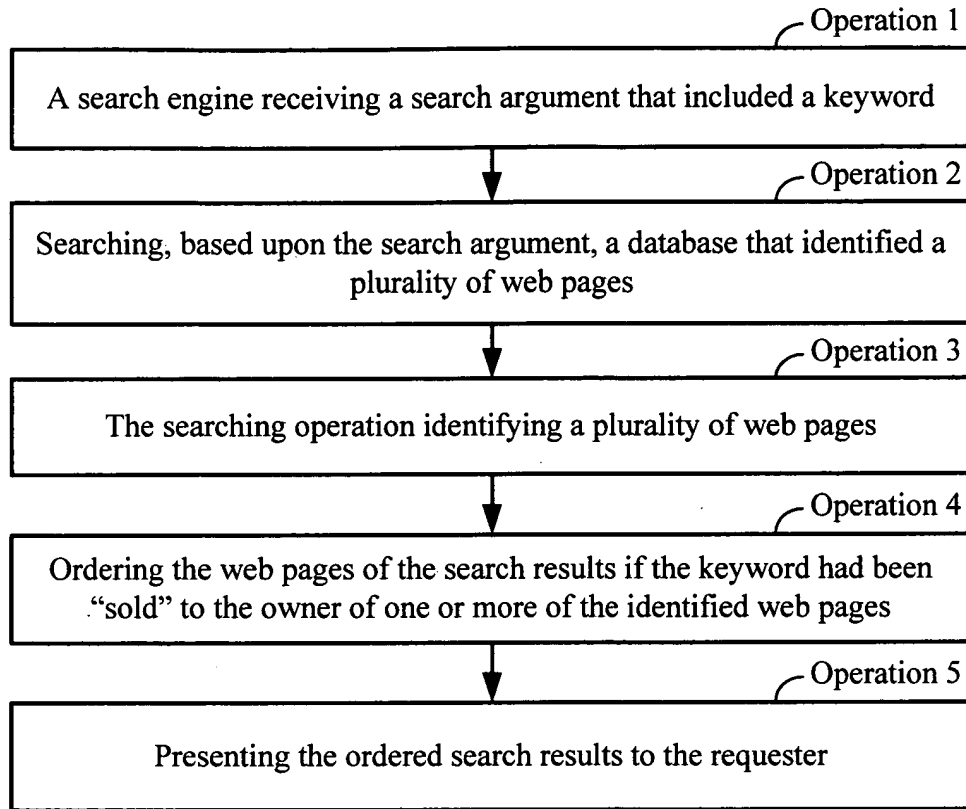 Operation 1
A search engine receiving a search argument that included a keyword
Operation 2
Searching, based upon the search argument, a database that identified a
plurality of web pages
Operation 3
The searching operation identifying a plurality of web pages
Operation 4
Ordering the web pages of the search results if the keyword had been
“sold” to the owner of one or more of the identified web pages
Operation 5
Presenting the ordered search results to the requester